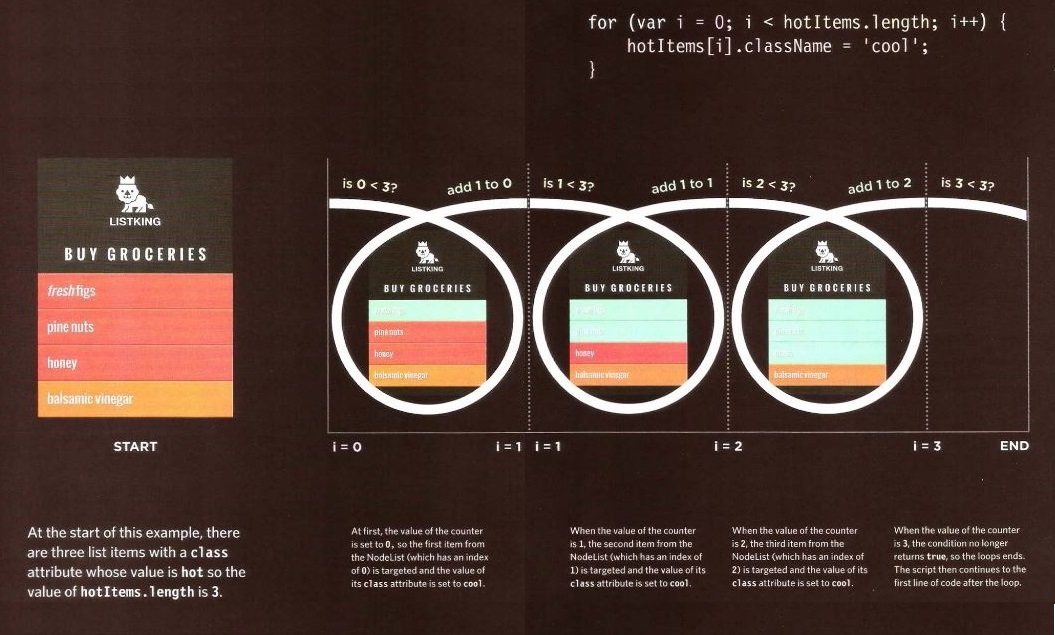 for (var i = 0; i < hotItems.length; i++) {
hotItems[i].className = 'cool';
}
LISTKING
BUY GROCERIES
fresh figs
pine nuts
honey
balsamic vinegar
START
is 0 < 3?
add 1 to 0
is 1 < 3?
add 1 to 1
is 2 < 3?
add 1 to 2
is 3 < 3?
LISTKING
BUY GROCERIES
pine nuts
honey
balsamic vinegar
LISTKING
BUY GROCERIES
honey
balsamic vinegar
LISTKING
BUY GROCERIES
balsamic vinegar
i = 0
i = 1
i = 1
i = 2
i = 3
END
At the start of this example, there
are three list items with a class
attribute whose value is hot so the
value of hotItems.length is 3.
At first, the value of the counter
is set to 0, so the first item from
the NodeList (which has an index
of 0) is targeted and the value of
its class attribute is set to cool.
When the value of the counter
is 1, the second item from the
NodeList (which has an index of
1) is targeted and the value of its
class attribute is set to cool.
When the value of the counter
is 2, the third item from the
NodeList (which has an index of
2) is targeted and the value of its
class attribute is set to cool.
When the value of the counter
is 3, the condition no longer
returns true, so the loops ends.
The script then continues to the
first line of code after the loop.